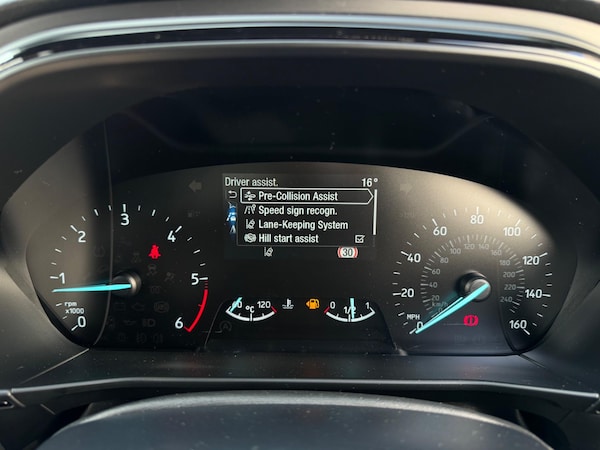 Driver assist. 16°
Pre-Collision Assist
Speed sign recogn.
Lane-Keeping System
Hill start assist
30
0 1 2 3 4 5 6
rpm
x1000
60 °C 120
0 1/2 1
0 20 40 60 80 100 120 140 160
MPH
km/h